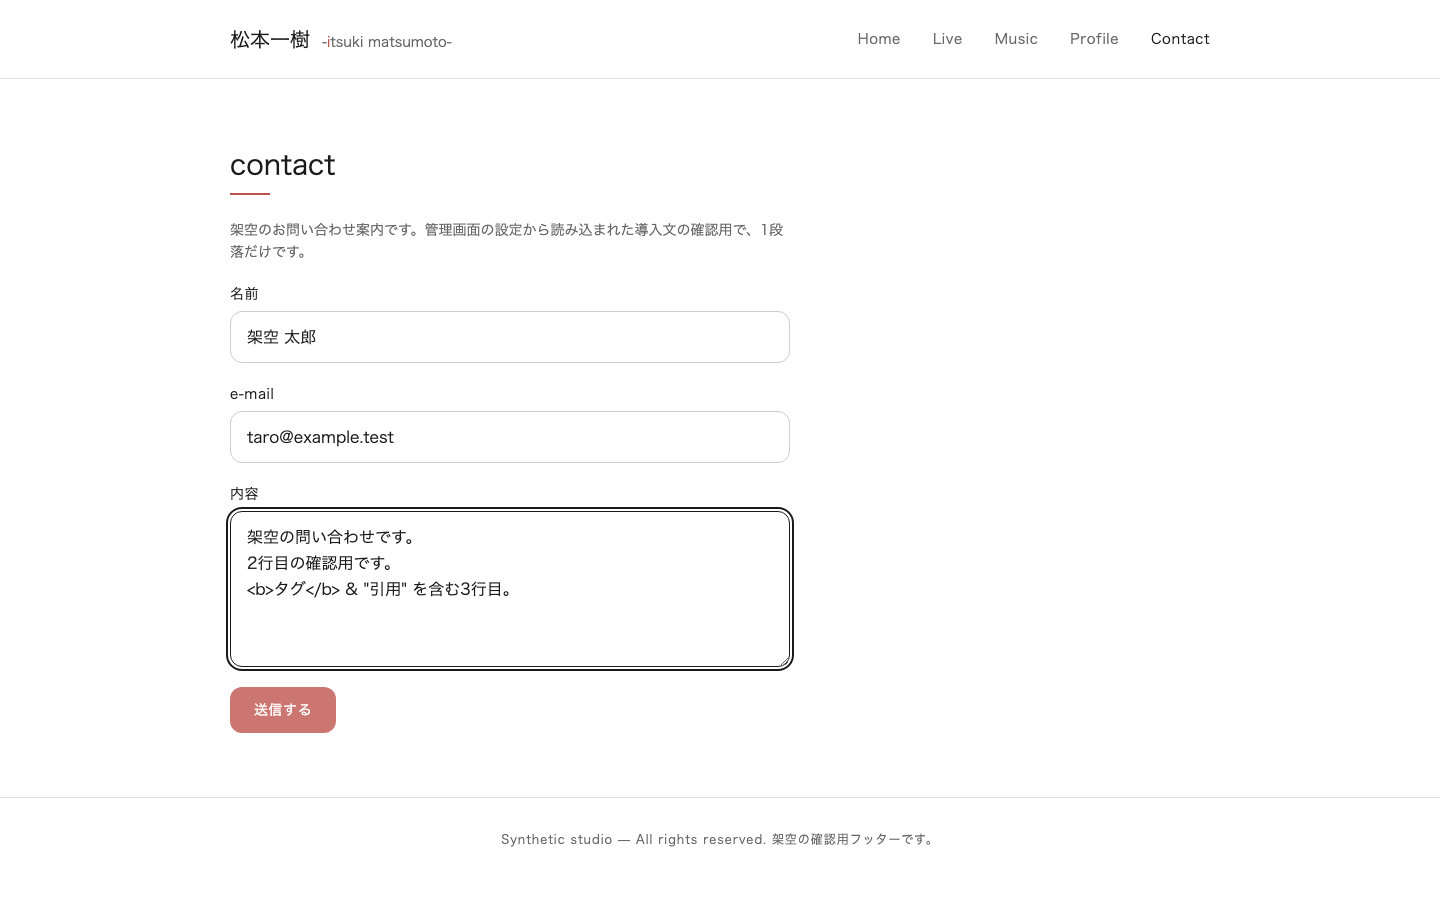 松本一樹 -itsuki matsumoto-
Home Live Music Profile Contact
contact
架空のお問い合わせ案内です。管理画面の設定から読み込まれた導入文の確認用で、1段
落だけです。
名前
架空 太郎
e-mail
taro@example.test
内容
架空の問い合わせです。
2行目の確認用です。
<b>タグ</b> & "引用" を含む3行目。
送信する
Synthetic studio — All rights reserved. 架空の確認用フッターです。